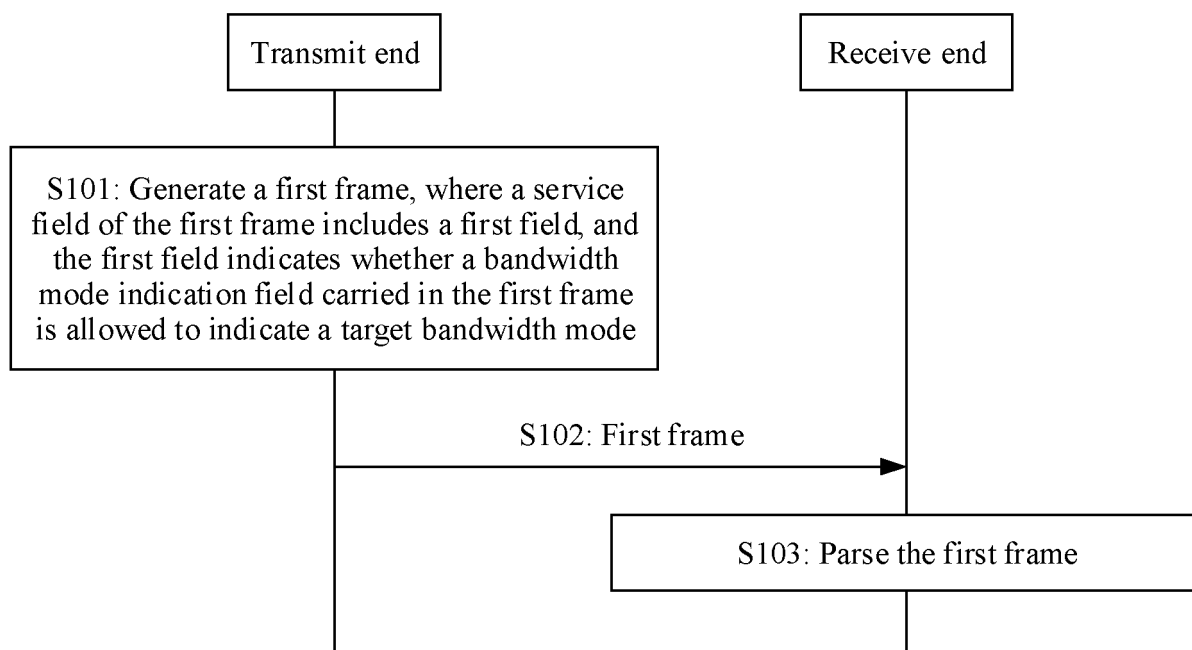 Transmit end
Receive end
S101: Generate a first frame, where a service
field of the first frame includes a first field, and
the first field indicates whether a bandwidth
mode indication field carried in the first frame
is allowed to indicate a target bandwidth mode
S102: First frame
S103: Parse the first frame